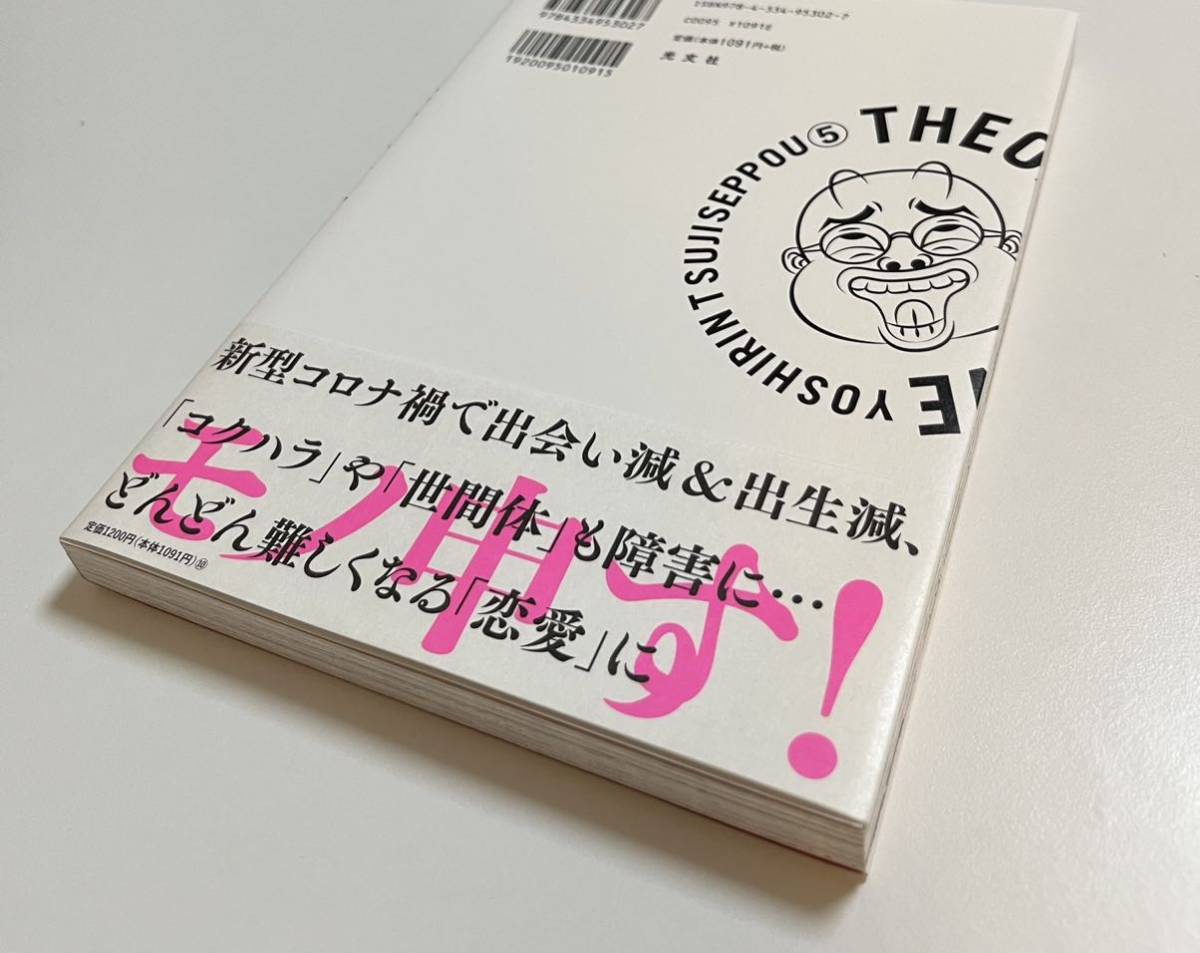 9784334953027
1920095010915
ISBN978-4-334-95302-7
C0095 ¥1091E
定価(本体1091円+税)
光文社
YOSHIRINTSUJISEPPOU⑤
THEO
ME
新型コロナ禍で出会い減&出生減、
「コクハラ」や「世間体」も障害に…
どんどん難しくなる「恋愛」に
モノ申す!
定価1200円(本体1091円)⑩